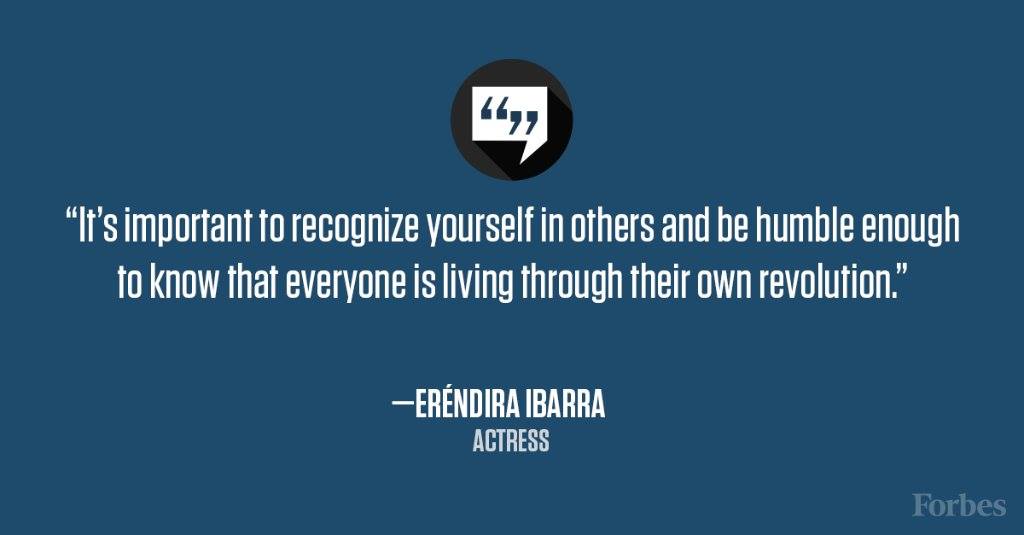 “It’s important to recognize yourself in others and be humble enough
to know that everyone is living through their own revolution.”
—ERÉNDIRA IBARRA
ACTRESS
Forbes